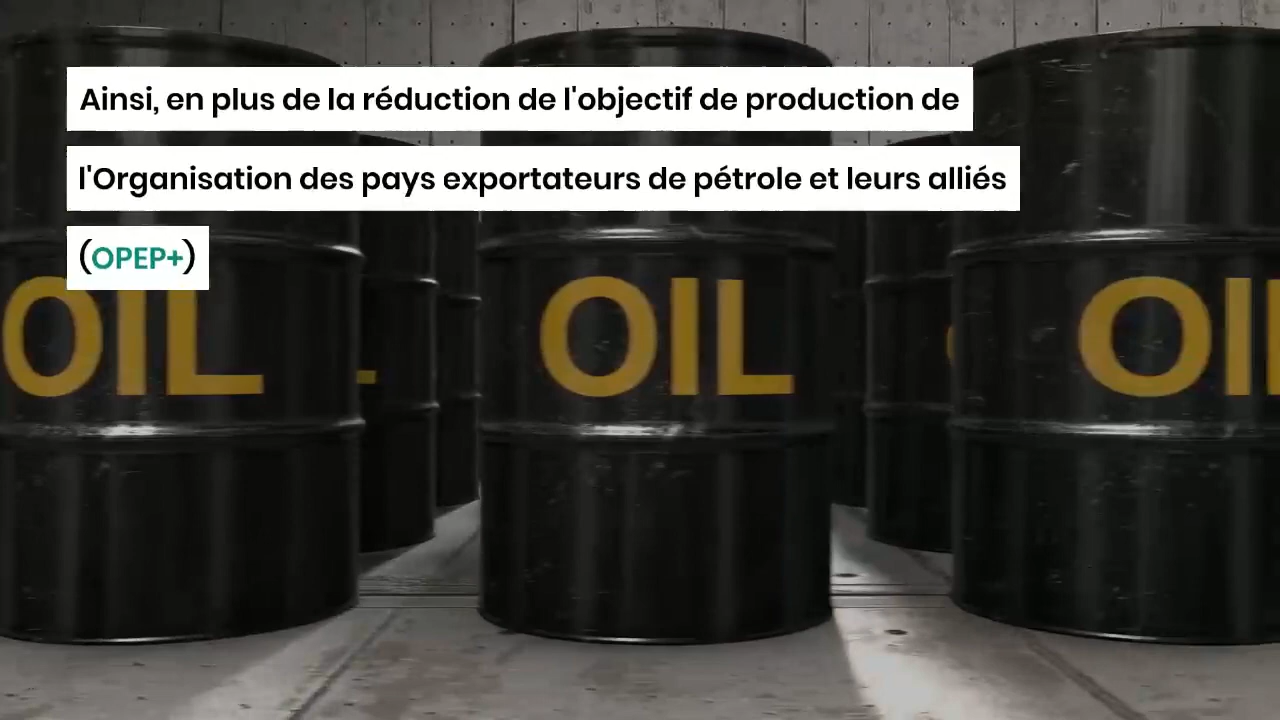 Ainsi, en plus de la réduction de l'objectif de production de
l'Organisation des pays exportateurs de pétrole et leurs alliés
(OPEP+)
OIL OIL OIL